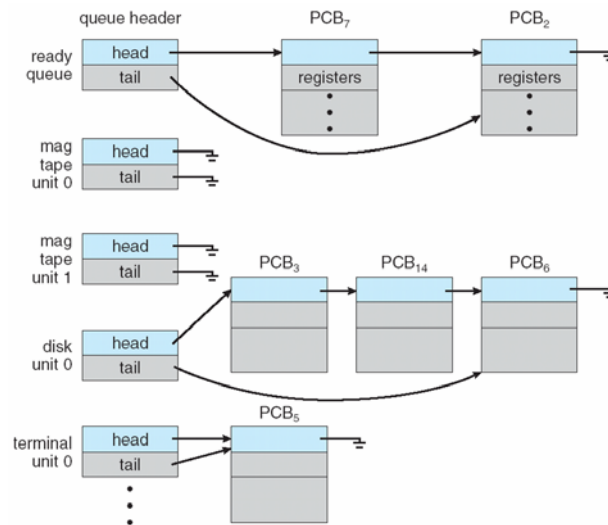 queue header
PCB₇
PCB₂
ready
queue
head
tail
registers
registers
mag
tape
unit 0
head
tail
mag
tape
unit 1
head
tail
PCB₃
PCB₁₄
PCB₆
disk
unit 0
head
tail
PCB₅
terminal
unit 0
head
tail